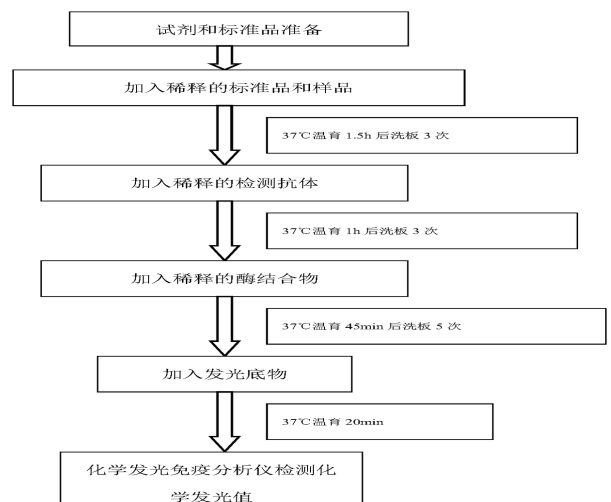 试剂和标准品准备
加入稀释的标准品和样品
37℃温育 1.5h 后洗板 3 次
加入稀释的检测抗体
37℃温育 1h 后洗板 3 次
加入稀释的酶结合物
37℃温育 45min 后洗板 5 次
加入发光底物
37℃温育 20min
化学发光免疫分析仪检测化
学发光值